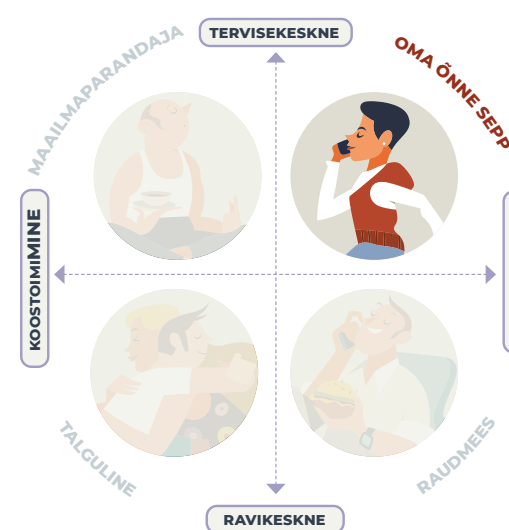 TERVISEKESKNE
MAAILMAPARANDAJA
OMA ÕNNE SEPP
KOOSTOIMIMINE
TALGULINE
RAUDMEES
RAVIKESKNE